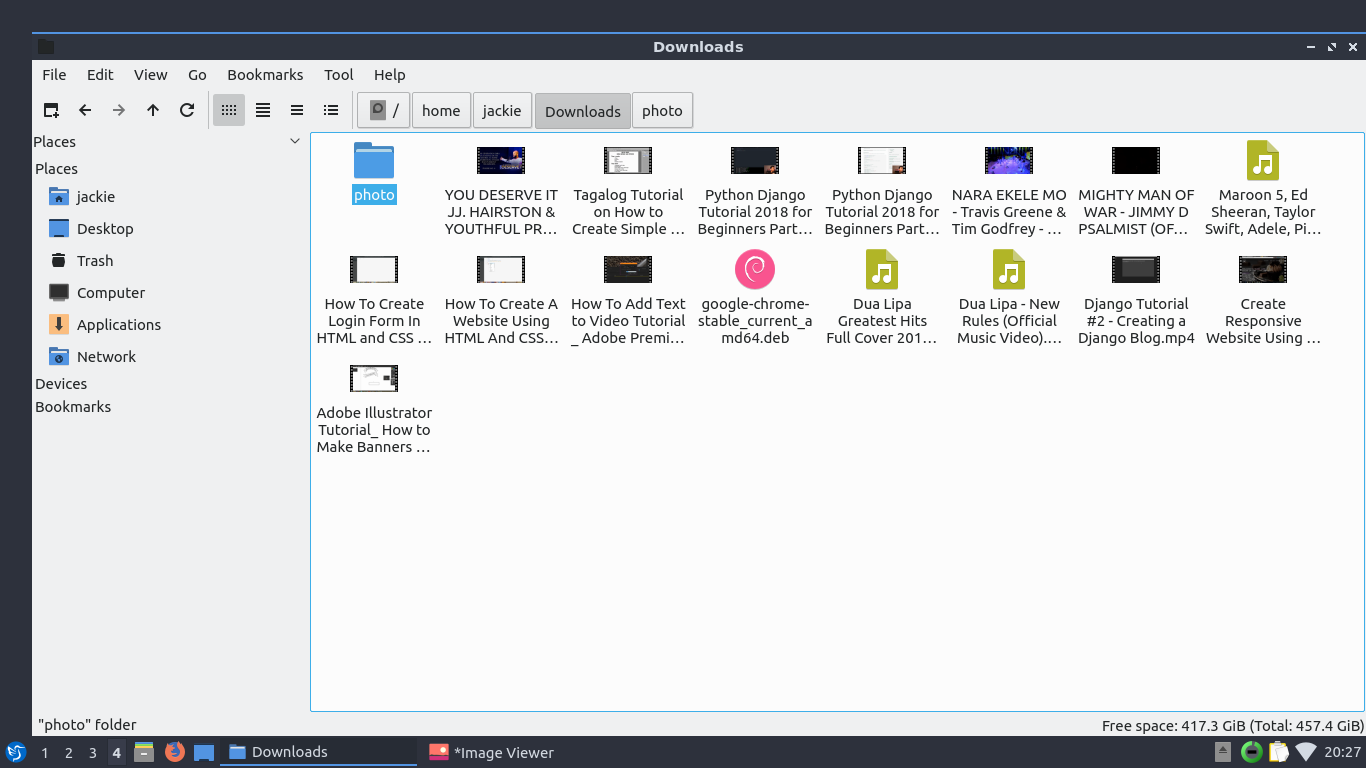 Downloads
File Edit View Go Bookmarks Tool Help
/ home jackie Downloads photo
Places
Places
jackie
Desktop
Trash
Computer
Applications
Network
Devices
Bookmarks
photo
YOU DESERVE IT
JJ. HAIRSTON &
YOUTHFUL PR...
Tagalog Tutorial
on How to
Create Simple ...
Python Django
Tutorial 2018 for
Beginners Part...
Python Django
Tutorial 2018 for
Beginners Part...
NARA EKELE MO
- Travis Greene &
Tim Godfrey - ...
MIGHTY MAN OF
WAR - JIMMY D
PSALMIST (OF...
Maroon 5, Ed
Sheeran, Taylor
Swift, Adele, Pi...
How To Create
Login Form In
HTML and CSS ...
How To Create A
Website Using
HTML And CSS...
How To Add Text
to Video Tutorial
_ Adobe Premi...
google-chrome-
stable_current_a
md64.deb
Dua Lipa
Greatest Hits
Full Cover 201...
Dua Lipa - New
Rules (Official
Music Video)....
Django Tutorial
#2 - Creating a
Django Blog.mp4
Create
Responsive
Website Using ...
Adobe Illustrator
Tutorial_ How to
Make Banners ...
"photo" folder
Free space: 417.3 GiB (Total: 457.4 GiB)
1 2 3 4 Downloads *Image Viewer 20:27